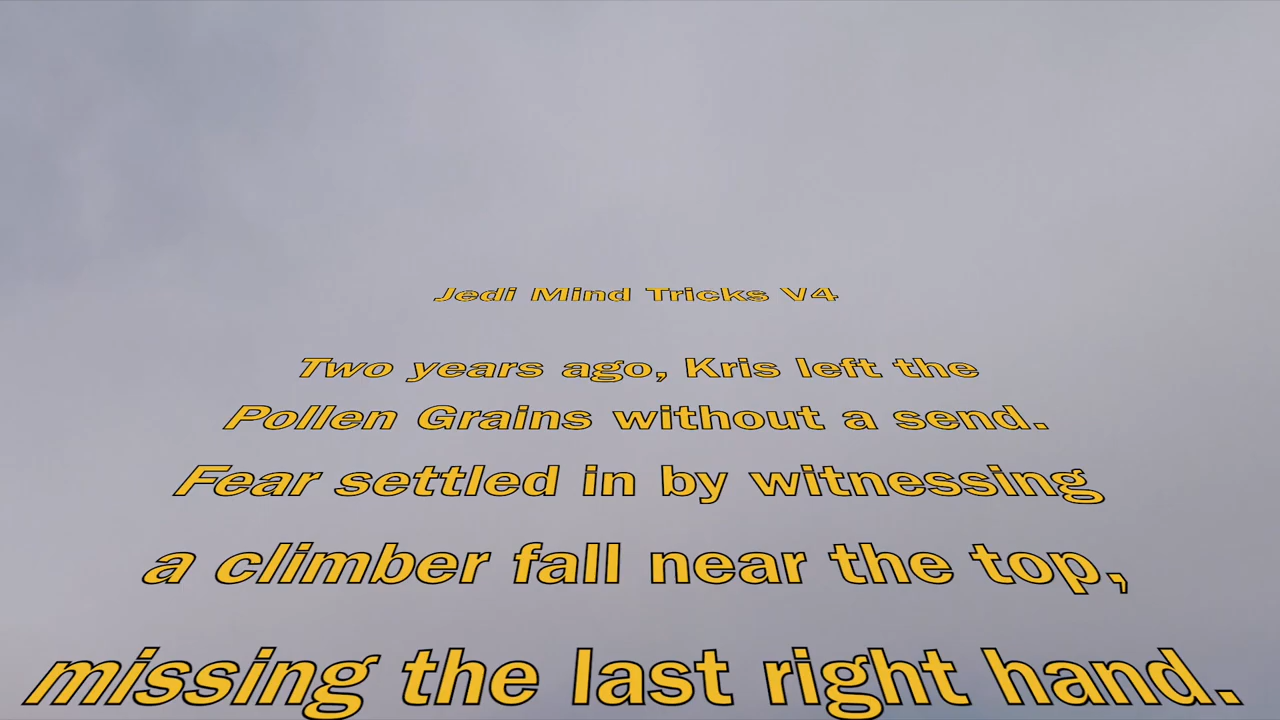 Jedi Mind Tricks V4
Two years ago, Kris left the
Pollen Grains without a send.
Fear settled in by witnessing
a climber fall near the top,
missing the last right hand.